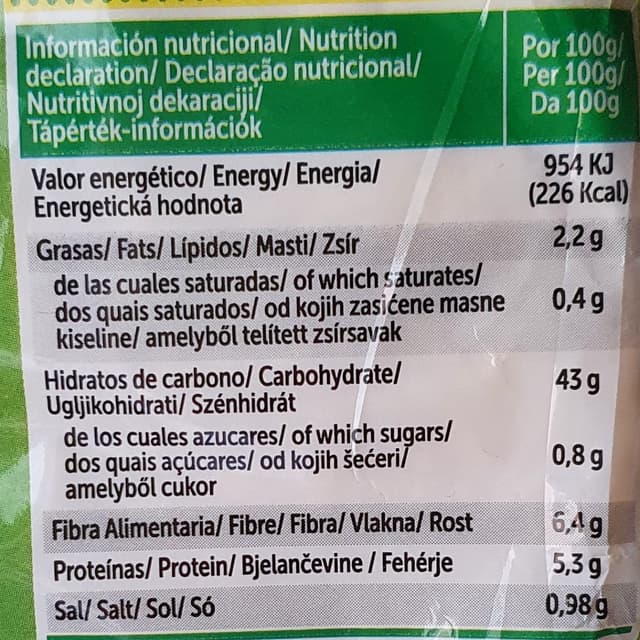 Información nutricional/ Nutrition
declaration/ Declaração nutricional/
Nutritivnoj dekaraciji/
Tápérték-információk
Por 100g/
Per 100g/
Da 100g
Valor energético/ Energy/ Energia/
Energetická hodnota
954 KJ
(226 Kcal)
Grasas/ Fats/ Lípidos/ Masti/ Zsír
2,2 g
de las cuales saturadas/ of which saturates/
dos quais saturados/ od kojih zasićene masne
kiseline/ amelyből telített zsírsavak
0,4 g
Hidratos de carbono/ Carbohydrate/
Ugljikohidrati/ Szénhidrát
43 g
de los cuales azucares/ of which sugars/
dos quais açúcares/ od kojih šećeri/
amelyből cukor
0,8 g
Fibra Alimentaria/ Fibre/ Fibra/ Vlakna/ Rost
6,4 g
Proteínas/ Protein/ Bjelančevine / Fehérje
5,3 g
Sal/ Salt/ Sol/ Só
0,98 g